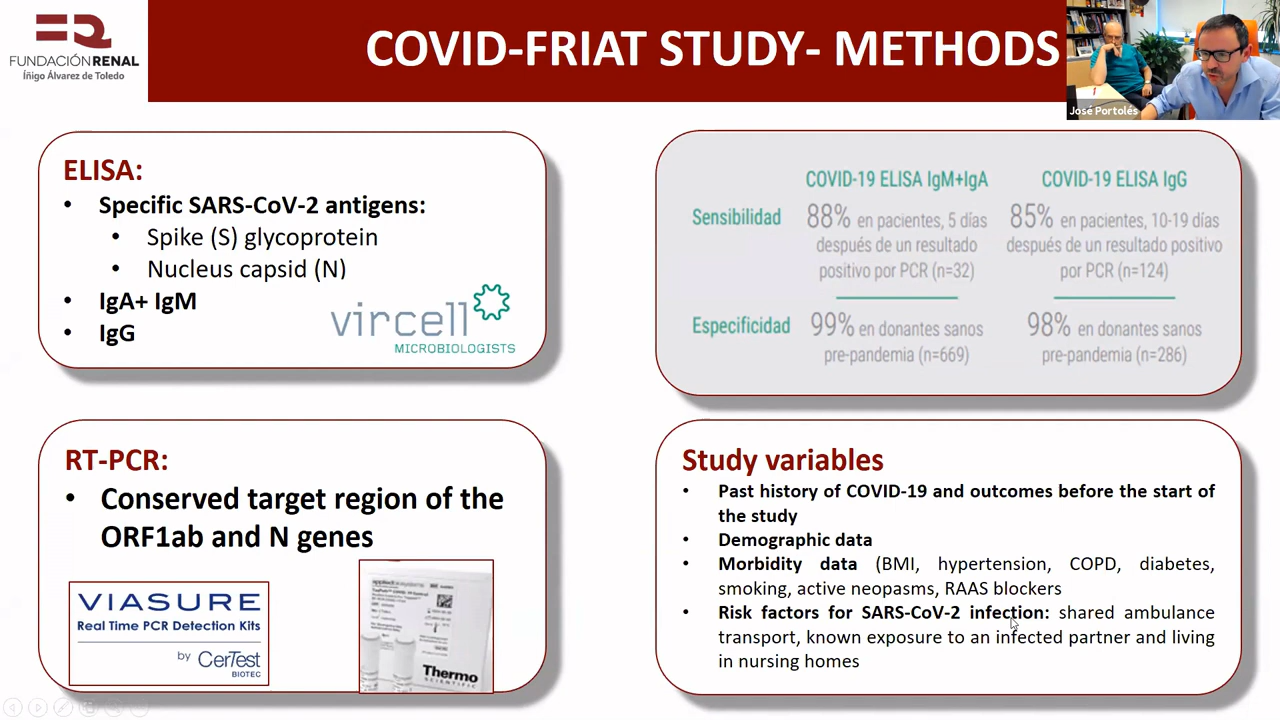 FUNDACIÓNRENAL
Íñigo Álvarez de Toledo
COVID-FRIAT STUDY- METHODS
José Portolés
ELISA:
• Specific SARS-CoV-2 antigens:
• Spike (S) glycoprotein
• Nucleus capsid (N)
• IgA+ IgM
• IgG
vircell
MICROBIOLOGISTS
COVID-19 ELISA IgM+IgA
COVID-19 ELISA IgG
Sensibilidad
88% en pacientes, 5 días
después de un resultado
positivo por PCR (n=32)
85% en pacientes, 10-19 días
después de un resultado positivo
por PCR (n=124)
Especificidad
99% en donantes sanos
pre-pandemia (n=669)
98% en donantes sanos
pre-pandemia (n=286)
RT-PCR:
• Conserved target region of the
ORF1ab and N genes
VIASURE
Real Time PCR Detection Kits
by CerTest
BIOTEC
appliedbiosystems
Thermo
SCIENTIFIC
Study variables
• Past history of COVID-19 and outcomes before the start of
the study
• Demographic data
• Morbidity data (BMI, hypertension, COPD, diabetes,
smoking, active neopasms, RAAS blockers
• Risk factors for SARS-CoV-2 infection: shared ambulance
transport, known exposure to an infected partner and living
in nursing homes